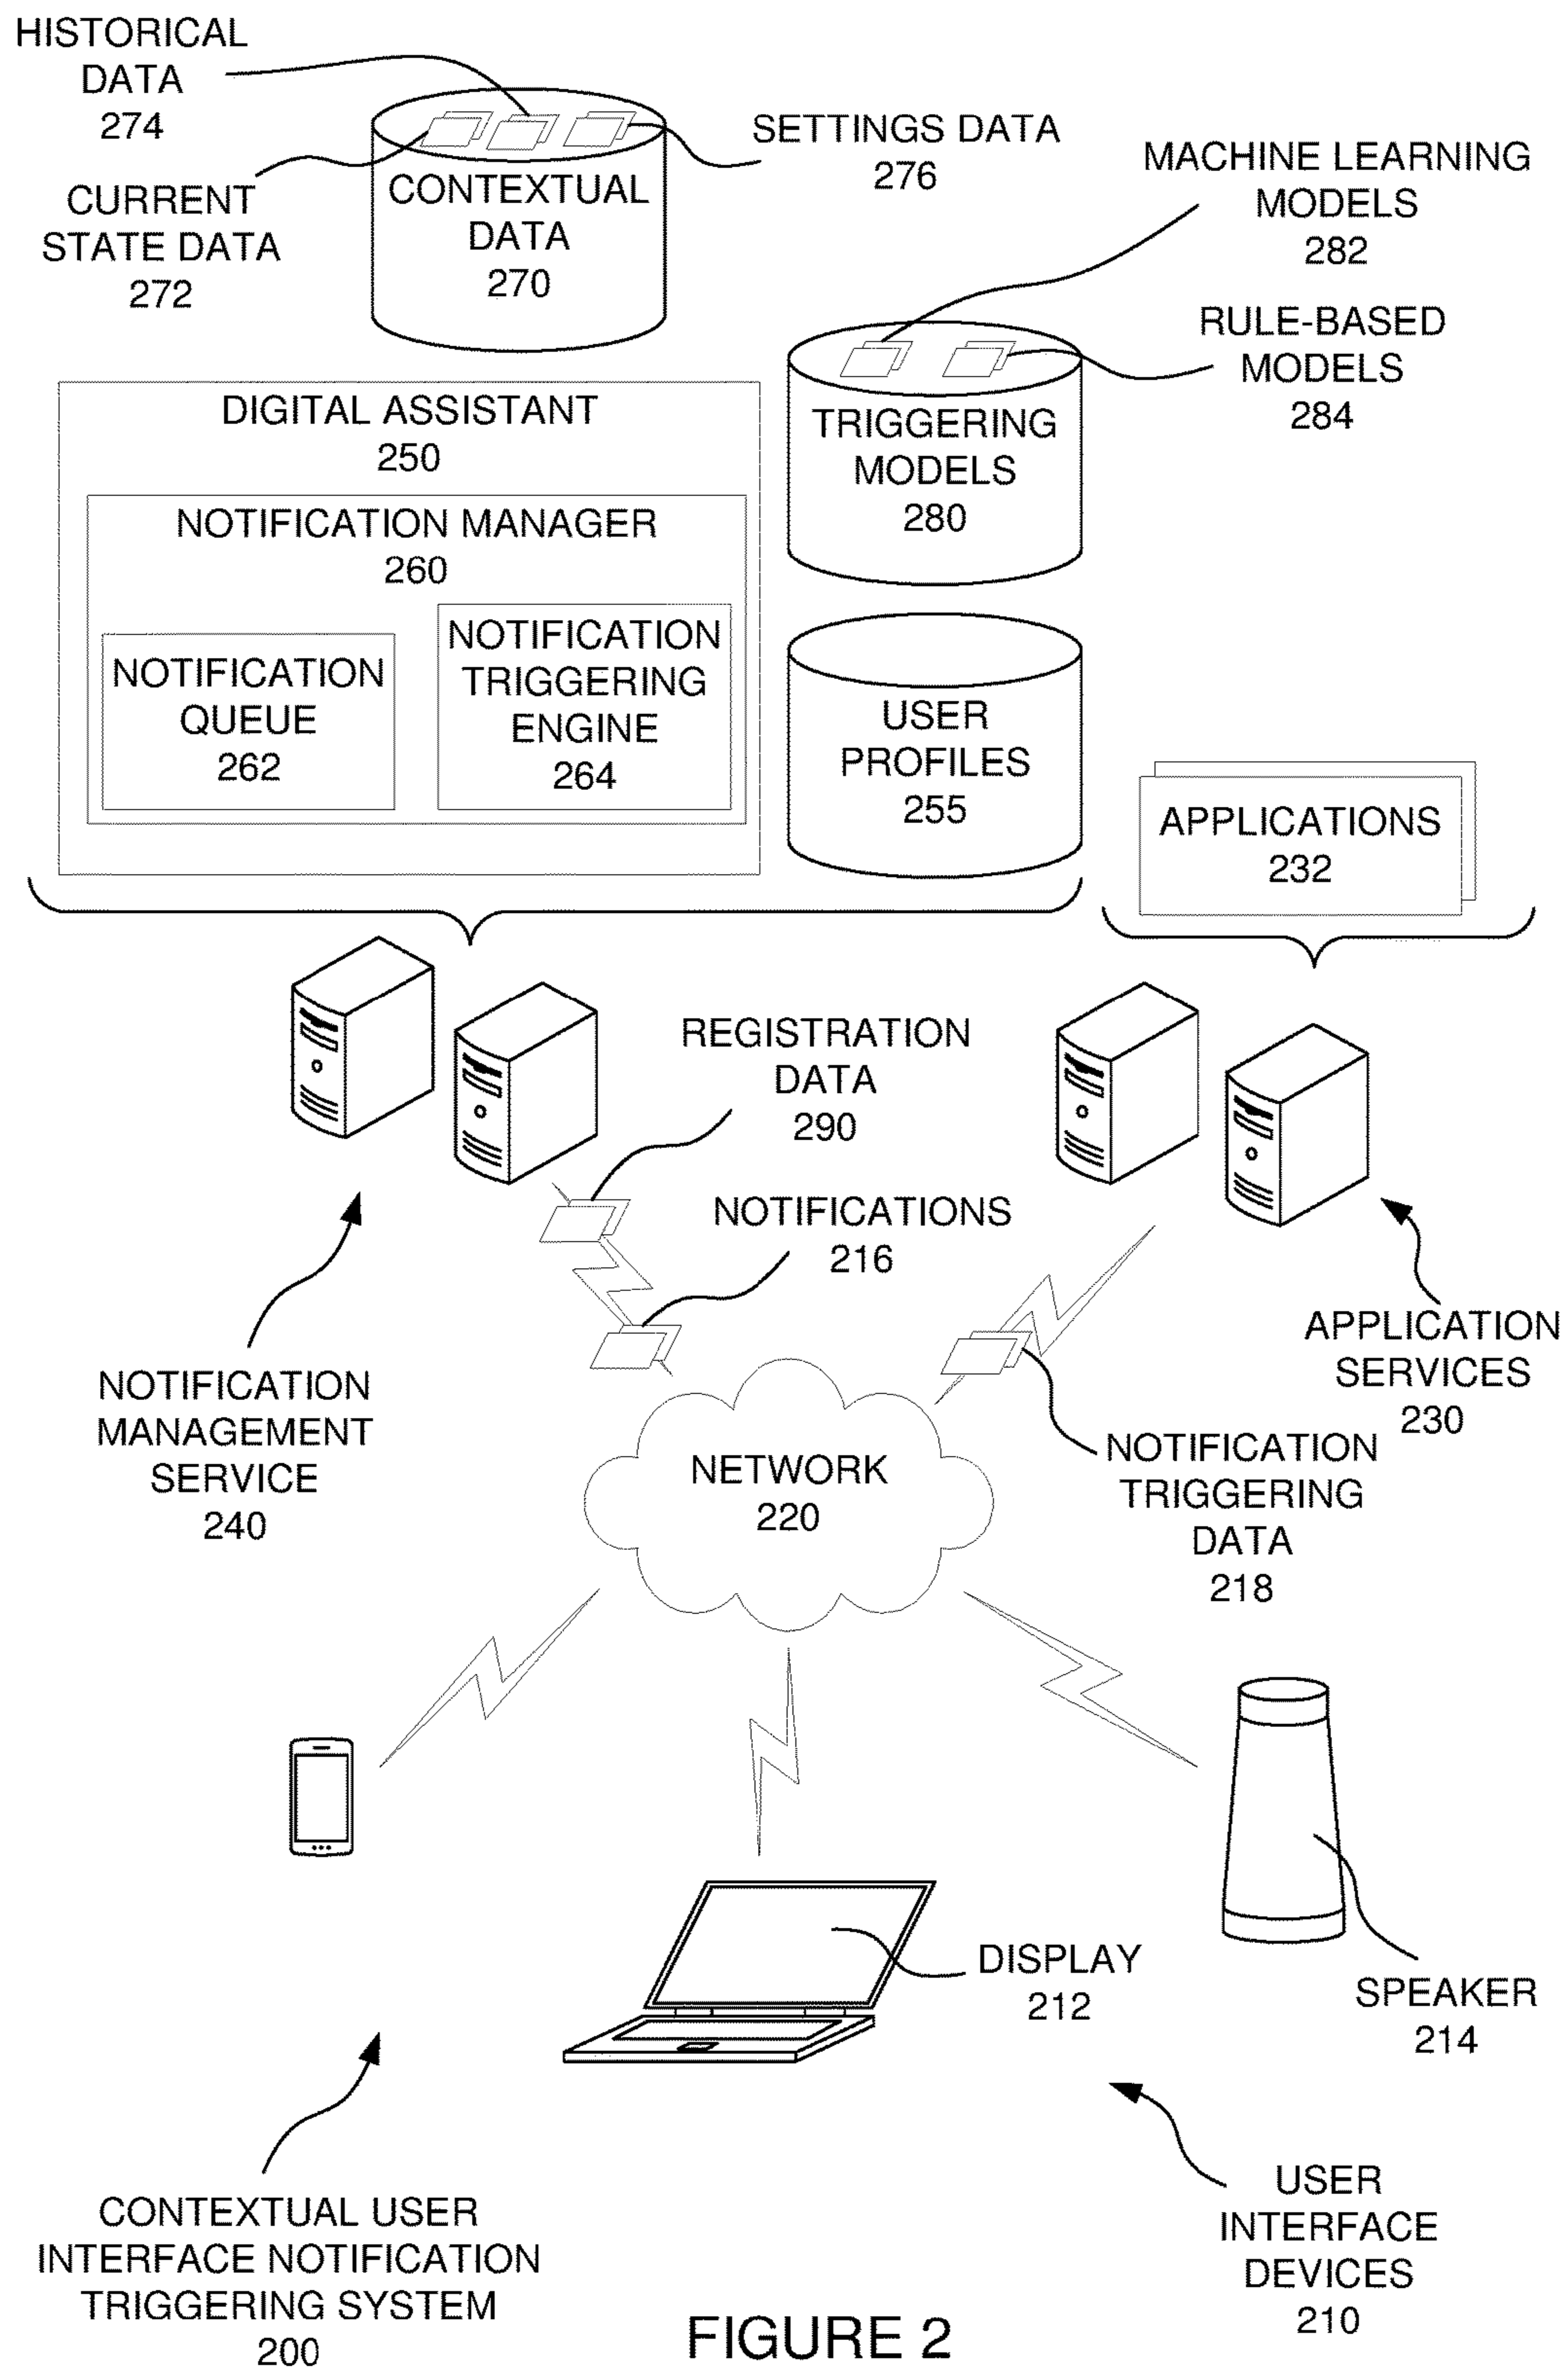 HISTORICAL
DATA
274
SETTINGS DATA
276
MACHINE LEARNING
MODELS
282
CURRENT
STATE DATA
272
CONTEXTUAL
DATA
270
RULE-BASED
MODELS
284
DIGITAL ASSISTANT
250
TRIGGERING
MODELS
280
NOTIFICATION MANAGER
260
NOTIFICATION
QUEUE
262
NOTIFICATION
TRIGGERING
ENGINE
264
USER
PROFILES
255
APPLICATIONS
232
REGISTRATION
DATA
290
NOTIFICATIONS
216
NOTIFICATION
MANAGEMENT
SERVICE
240
APPLICATION
SERVICES
230
NETWORK
220
NOTIFICATION
TRIGGERING
DATA
218
DISPLAY
212
SPEAKER
214
CONTEXTUAL USER
INTERFACE NOTIFICATION
TRIGGERING SYSTEM
200
USER
INTERFACE
DEVICES
210
FIGURE 2